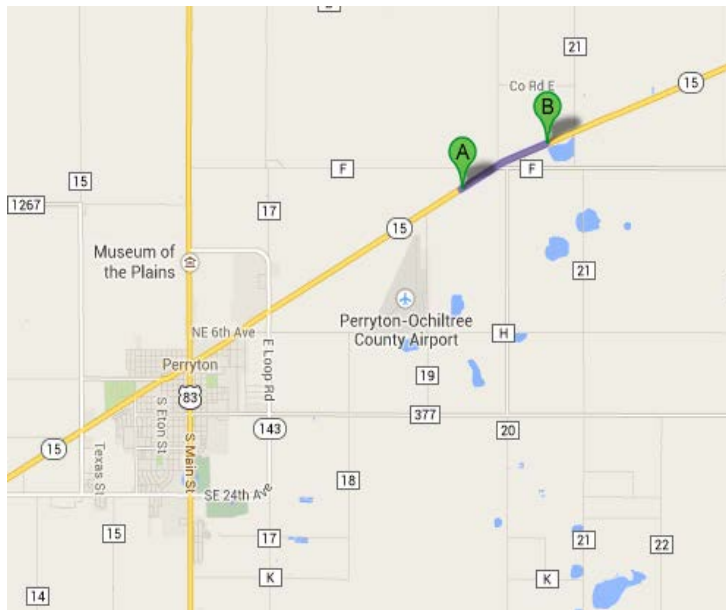 21
Co Rd E
15
B
A
F
F
15
17
1267
15
Museum of
the Plains
21
Perryton-Ochiltree
County Airport
NE 6th Ave
H
Perryton
E Loop Rd
19
83
377
S Eton St
S Main St
143
20
15
Texas St
18
SE 24th Ave
15
17
21
22
K
K
14